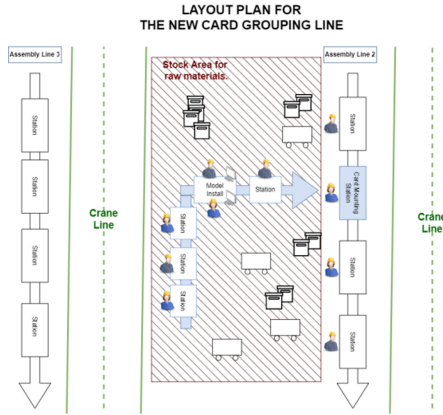 LAYOUT PLAN FOR
THE NEW CARD GROUPING LINE
Assembly Line 3
Assembly Line 2
Stock Area for
raw materials.
Station
Station
Station
Station
Crane
Line
Model
Install
Station
Station
Station
Station
Station
Card Mounting
Station
Station
Station
Crane
Line